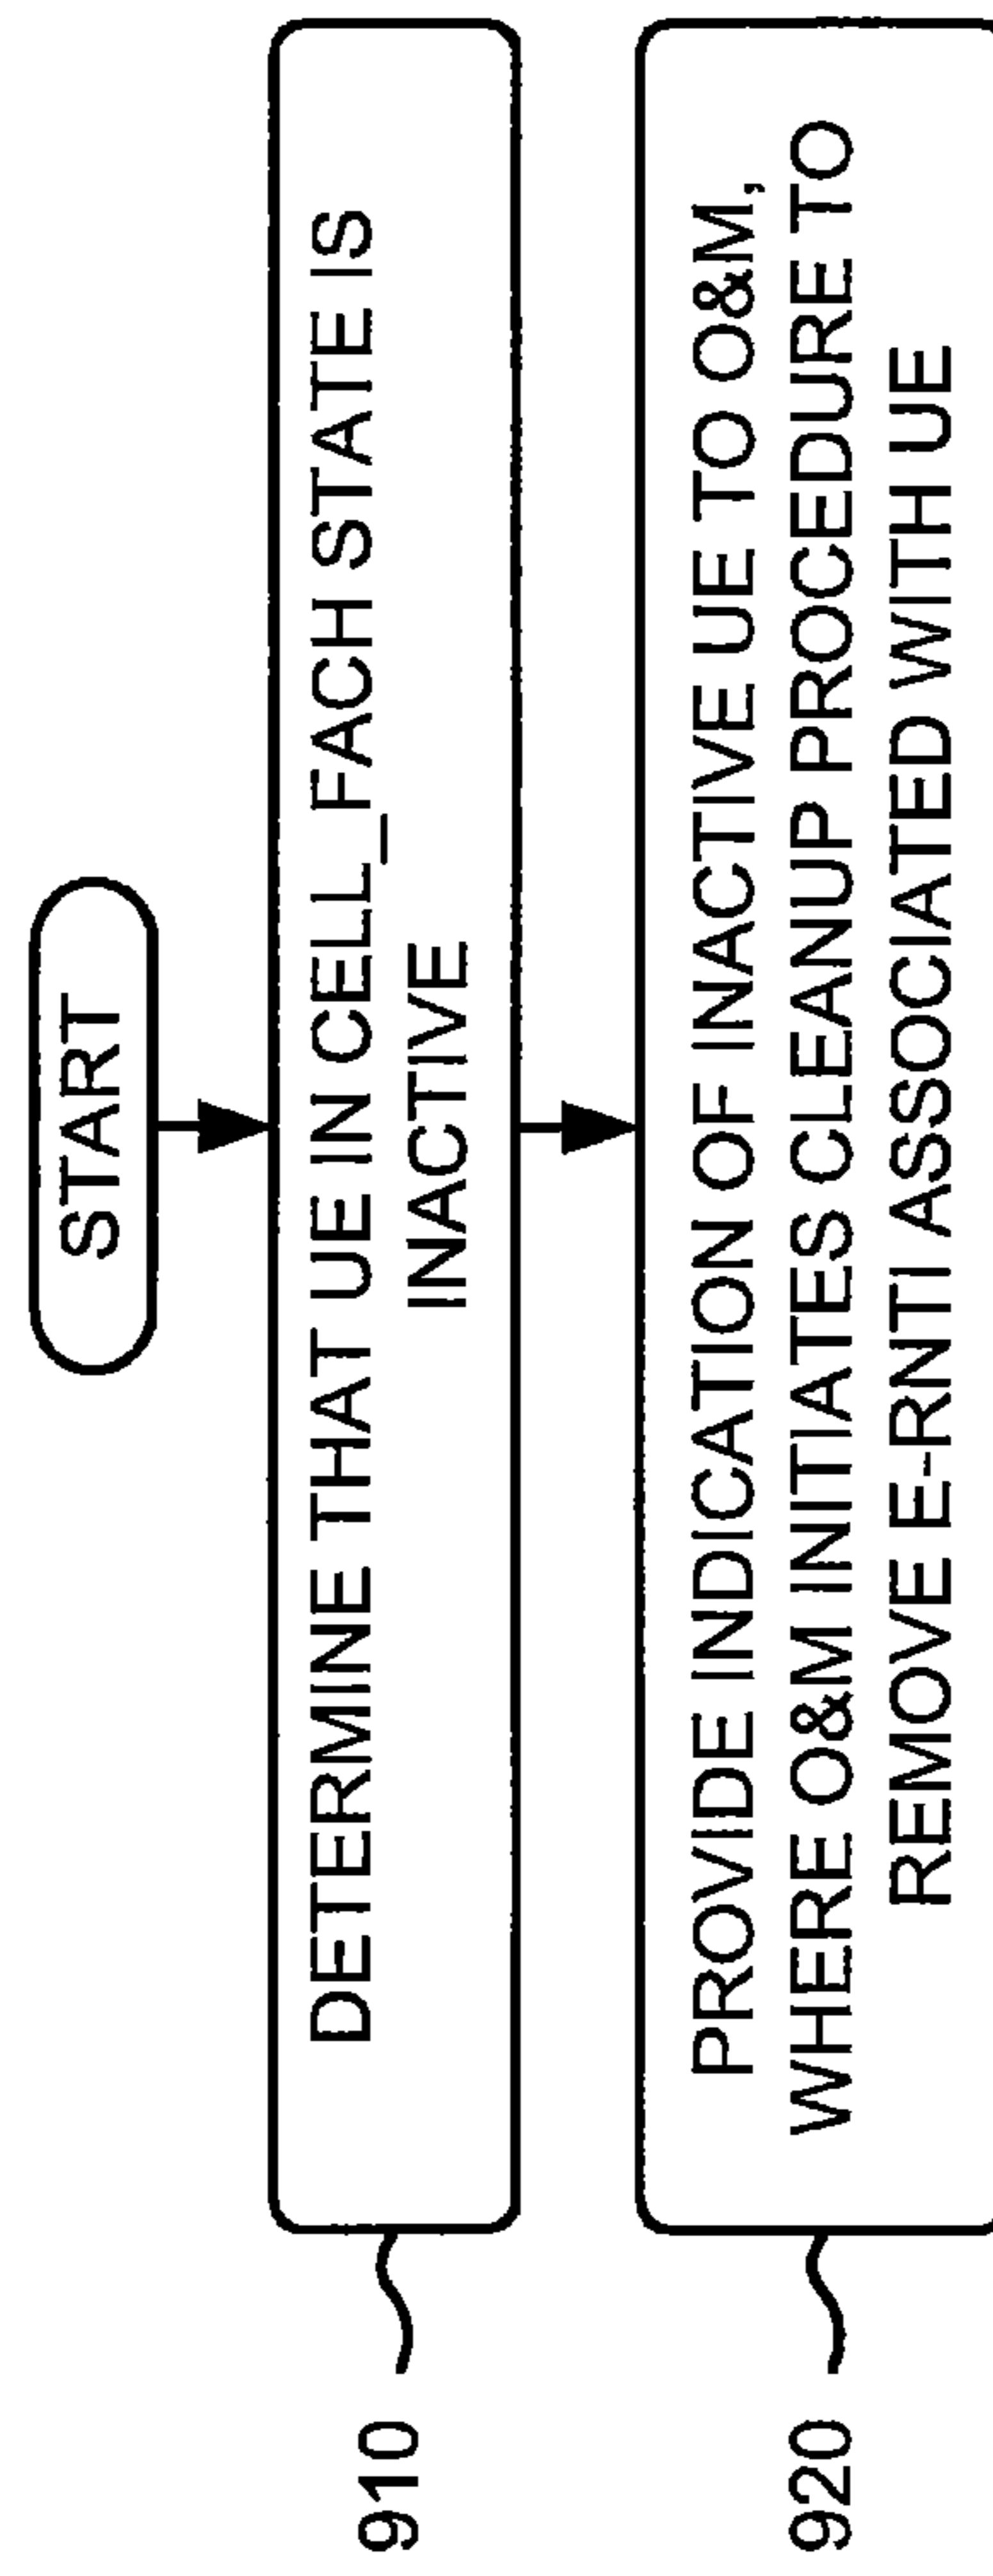 START
910
DETERMINE THAT UE IN CELL_FACH STATE IS
INACTIVE
920
PROVIDE INDICATION OF INACTIVE UE TO O&M,
WHERE O&M INITIATES CLEANUP PROCEDURE TO
REMOVE E-RNTI ASSOCIATED WITH UE